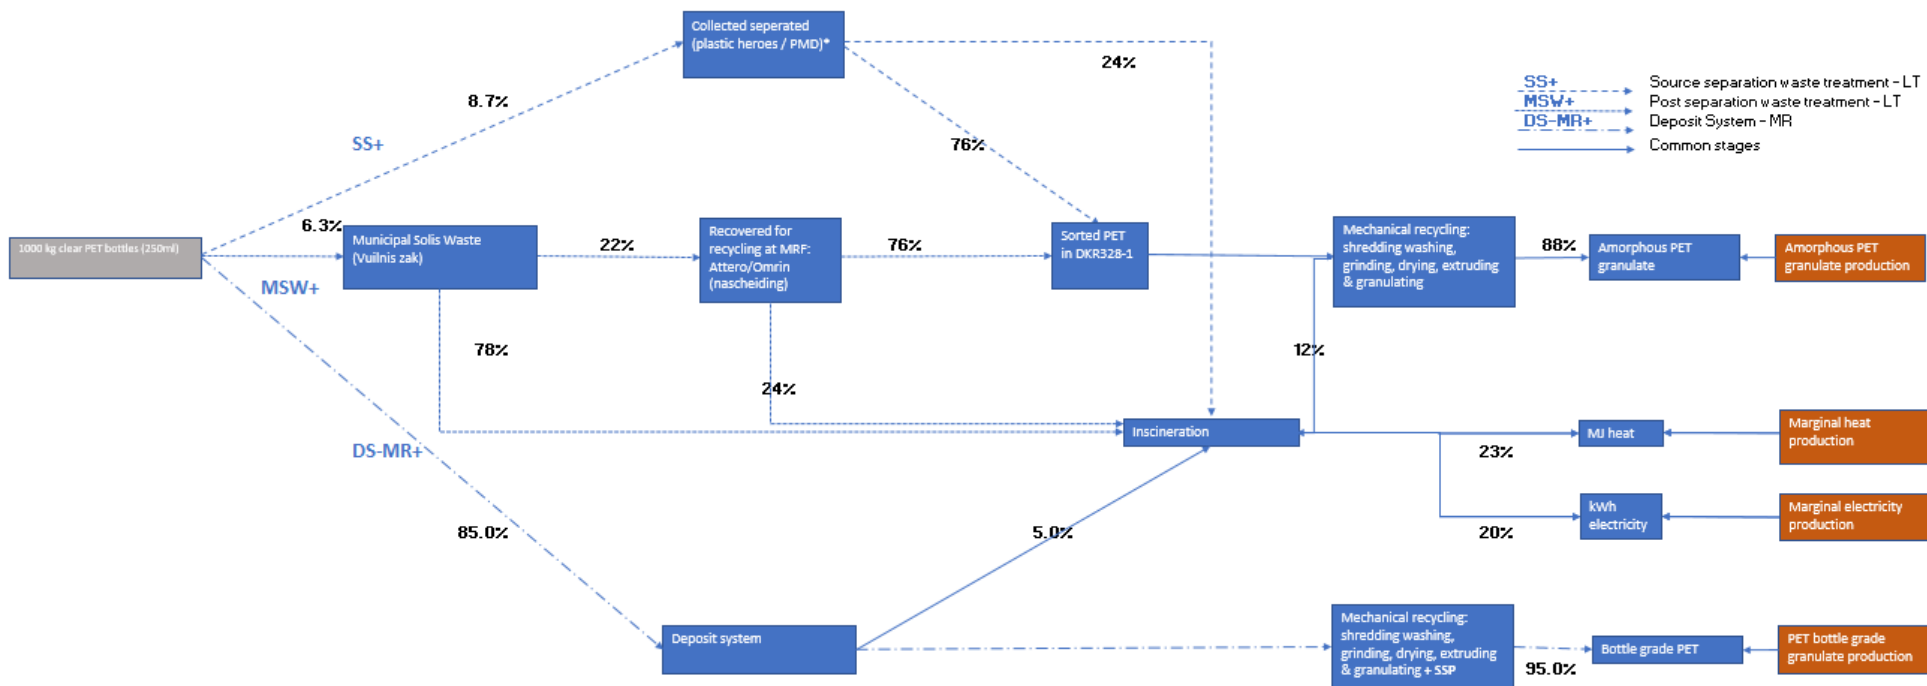 Collected seperated
(plastic heroes / PMD)*
24%
SS+
Source separation waste treatment - LT
MSW+
Post separation waste treatment - LT
DS-MR+
Deposit System - MR
Common stages
8.7%
SS+
76%
1000 kg clear PET bottles (250ml)
6.3%
MSW+
Municipal Solis Waste
(Vuilnis zak)
22%
Recovered for
recycling at MRF:
Attero/Omrin
(nascheiding)
76%
Sorted PET
in DKR328-1
Mechanical recycling:
shredding washing,
grinding, drying, extruding
& granulating
88%
Amorphous PET
granulate
Amorphous PET
granulate production
78%
24%
12%
DS-MR+
Inscineration
MJ heat
23%
Marginal heat
production
kWh
electricity
20%
Marginal electricity
production
85.0%
5.0%
Deposit system
Mechanical recycling:
shredding washing,
grinding, drying, extruding
& granulating + SSP
95.0%
Bottle grade PET
PET bottle grade
granulate production